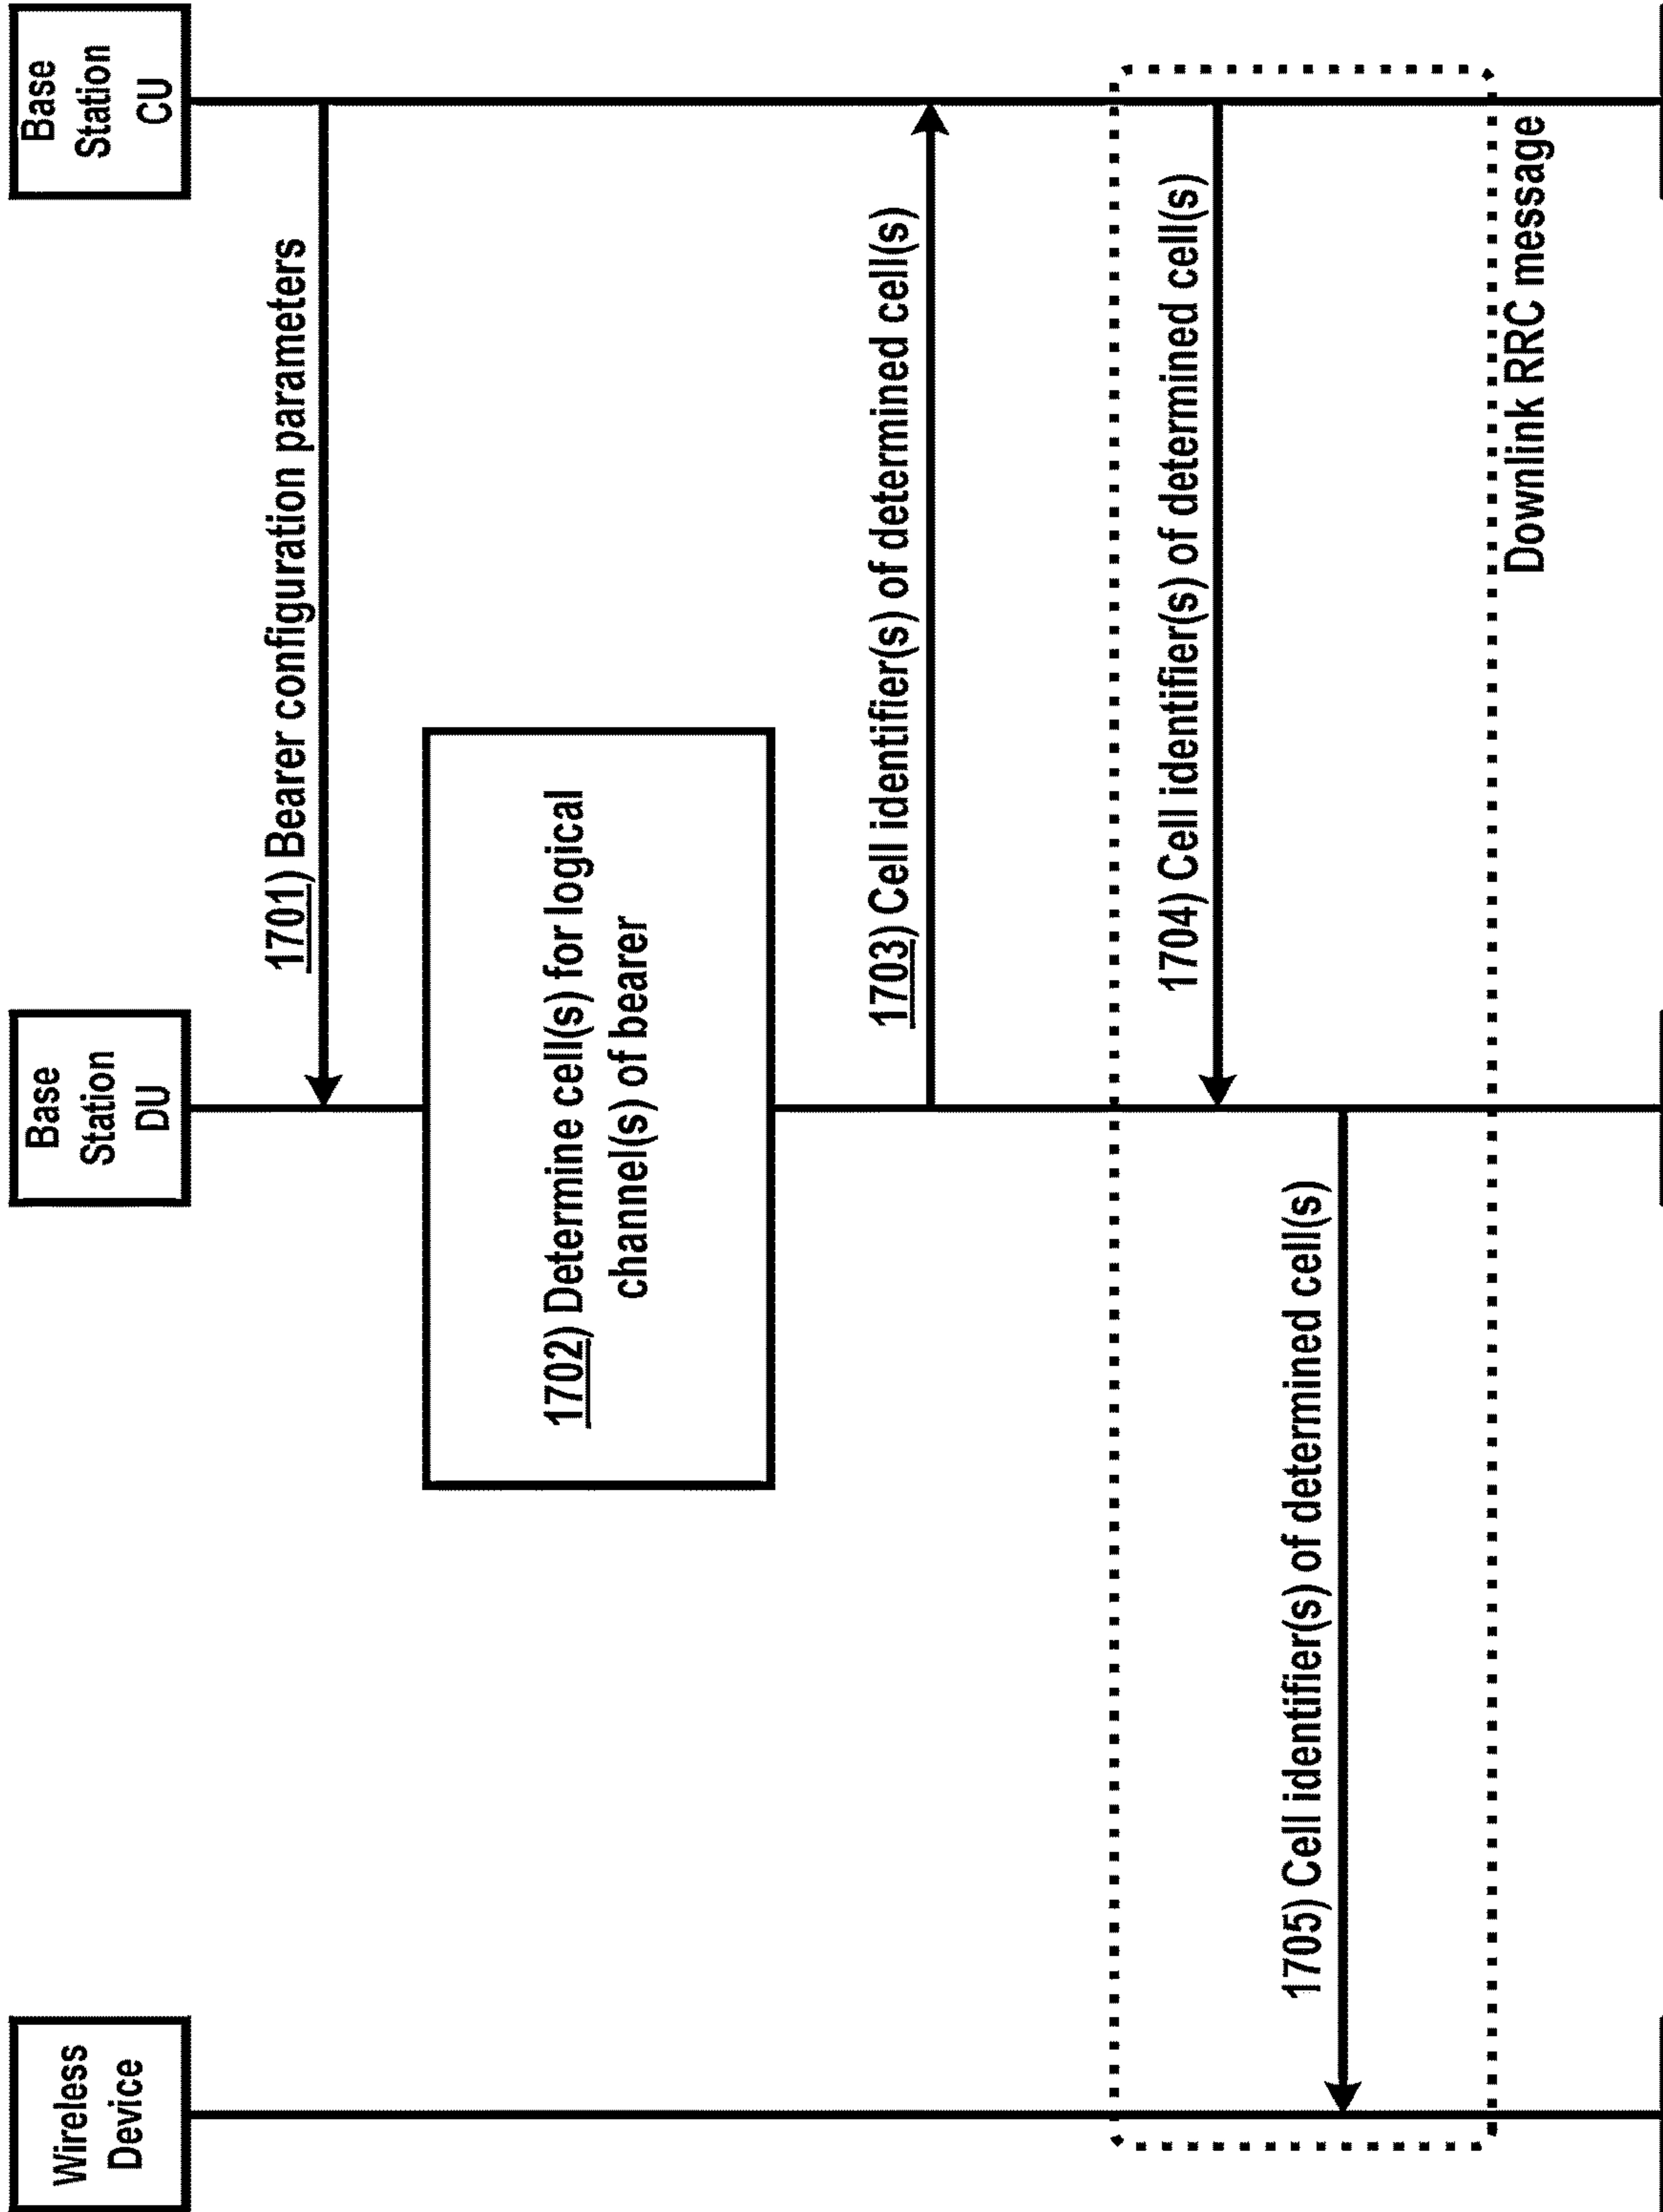 Wireless
Device
Base
Station
DU
Base
Station
CU
1701) Bearer configuration parameters
1702) Determine cell(s) for logical
channel(s) of bearer
1703) Cell identifier(s) of determined cell(s)
1704) Cell identifier(s) of determined cell(s)
1705) Cell identifier(s) of determined cell(s)
Downlink RRC message